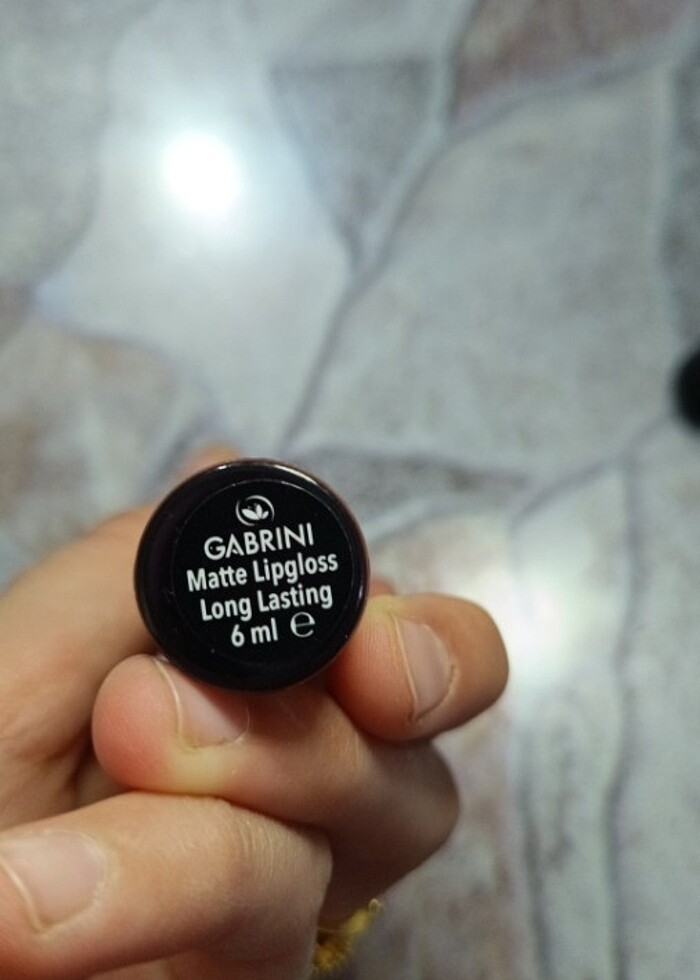 GABRINI
Matte Lipgloss
Long Lasting
6 ml ℮